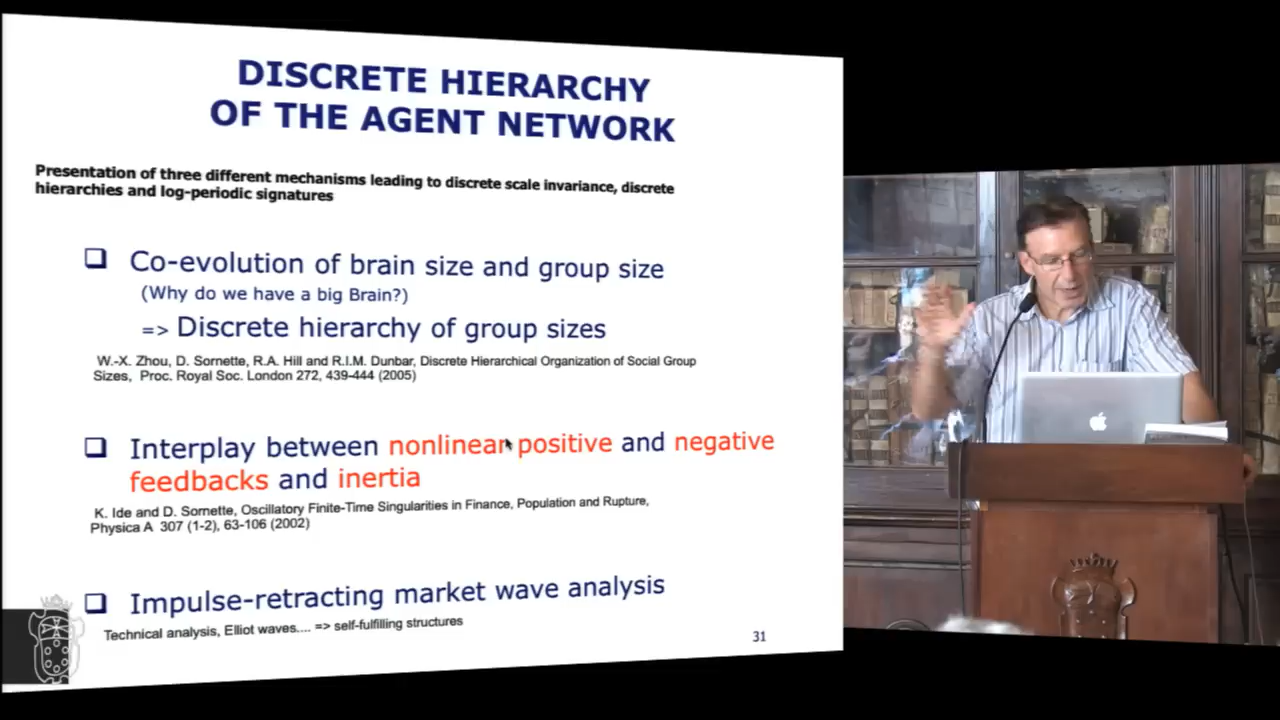 DISCRETE HIERARCHY
OF THE AGENT NETWORK
Presentation of three different mechanisms leading to discrete scale invariance, discrete
hierarchies and log-periodic signatures
Co-evolution of brain size and group size
(Why do we have a big Brain?)
=> Discrete hierarchy of group sizes
W.-X. Zhou, D. Sornette, R.A. Hill and R.I.M. Dunbar, Discrete Hierarchical Organization of Social Group
Sizes, Proc. Royal Soc. London 272, 439-444 (2005)
Interplay between nonlinear positive and negative
feedbacks and inertia
K. Ide and D. Sornette, Oscillatory Finite-Time Singularities in Finance, Population and Rupture,
Physica A 307 (1-2), 63-106 (2002)
Impulse-retracting market wave analysis
Technical analysis, Elliot waves.... => self-fulfilling structures
31